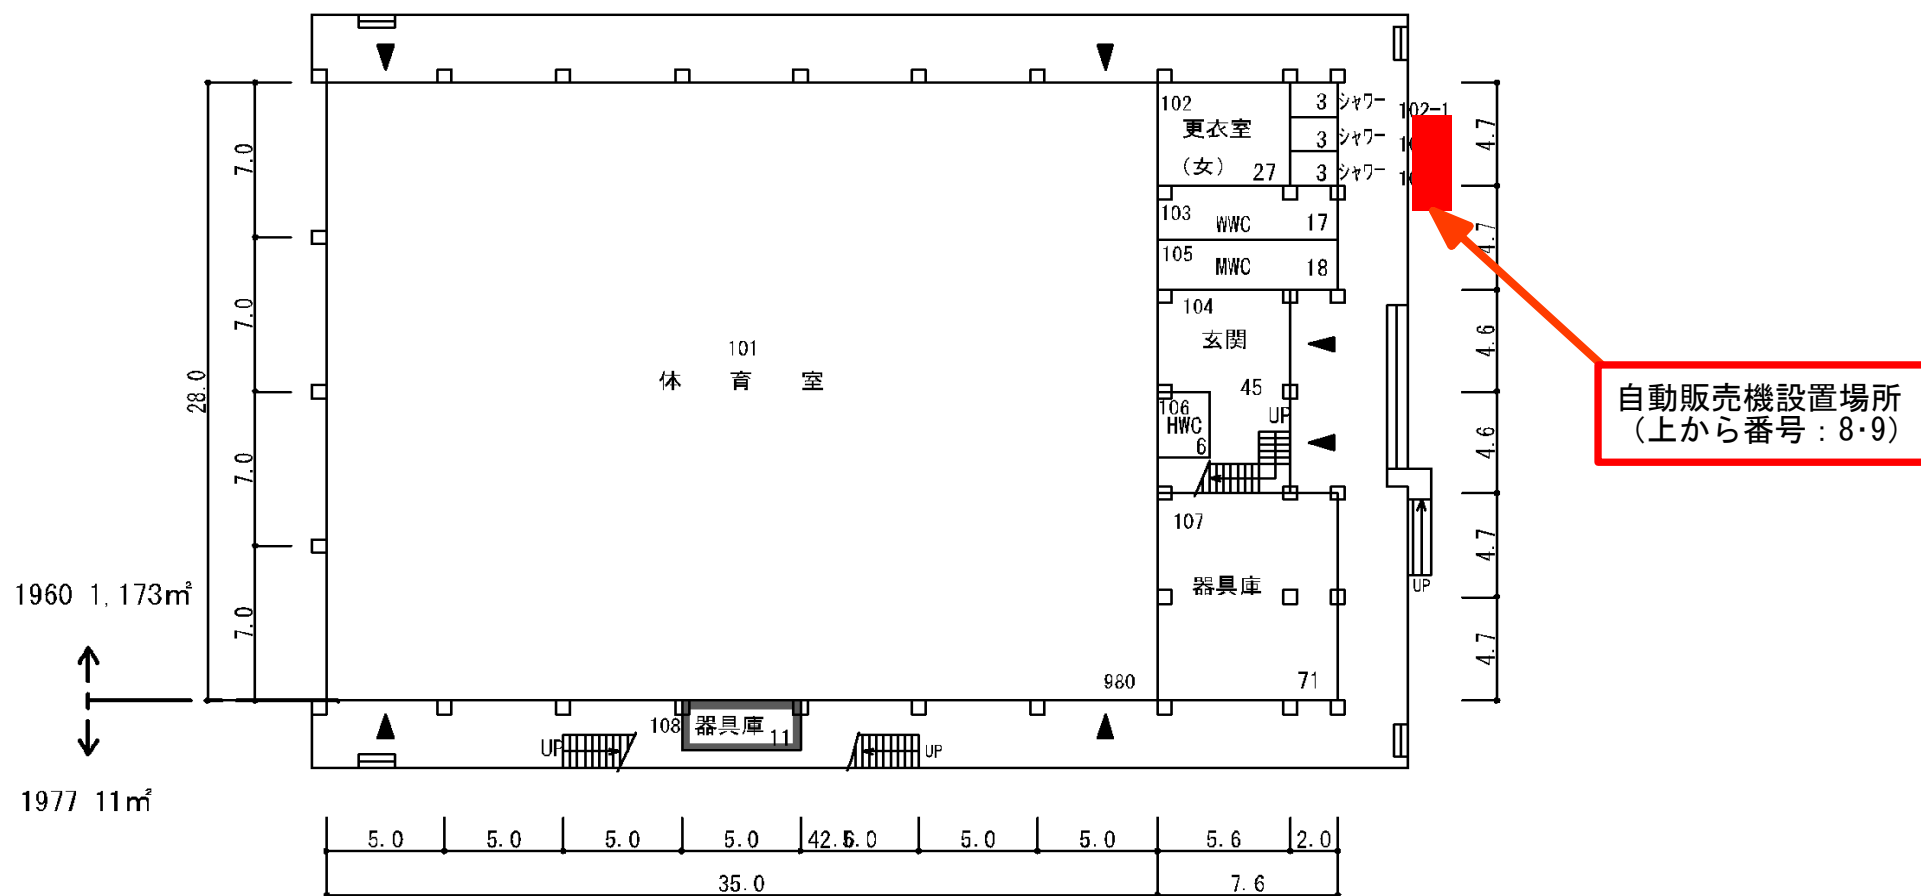 102
更衣室
(女) 27
3 シャワー 102-1
3 シャワー
3 シャワー
103 WWC 17
105 MWC 18
104
玄関
45
106
HWC
6
UP
101
体 育 室
980
107
器具庫
71
108 器具庫 11
UP
UP
UP
自動販売機設置場所
(上から番号:8・9)
28.0
7.0
7.0
7.0
7.0
4.7
4.7
4.6
4.6
4.7
4.7
1960 1,173㎡
1977 11㎡
5.0 5.0 5.0 5.0 5.0 5.0 5.6 2.0
35.0 7.6